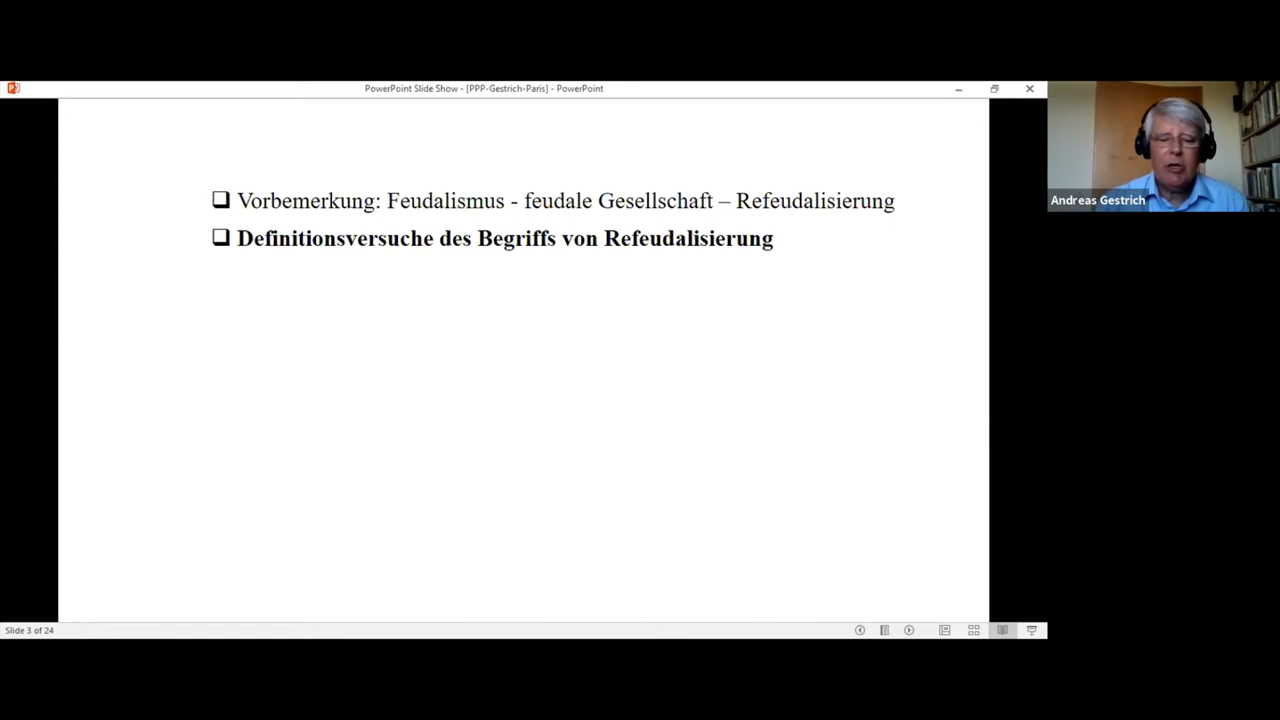 PowerPoint Slide Show - [PPP-Gestrich-Paris] - PowerPoint
Vorbemerkung: Feudalismus - feudale Gesellschaft – Refeudalisierung
Definitionsversuche des Begriffs von Refeudalisierung
Andreas Gestrich
Slide 3 of 24